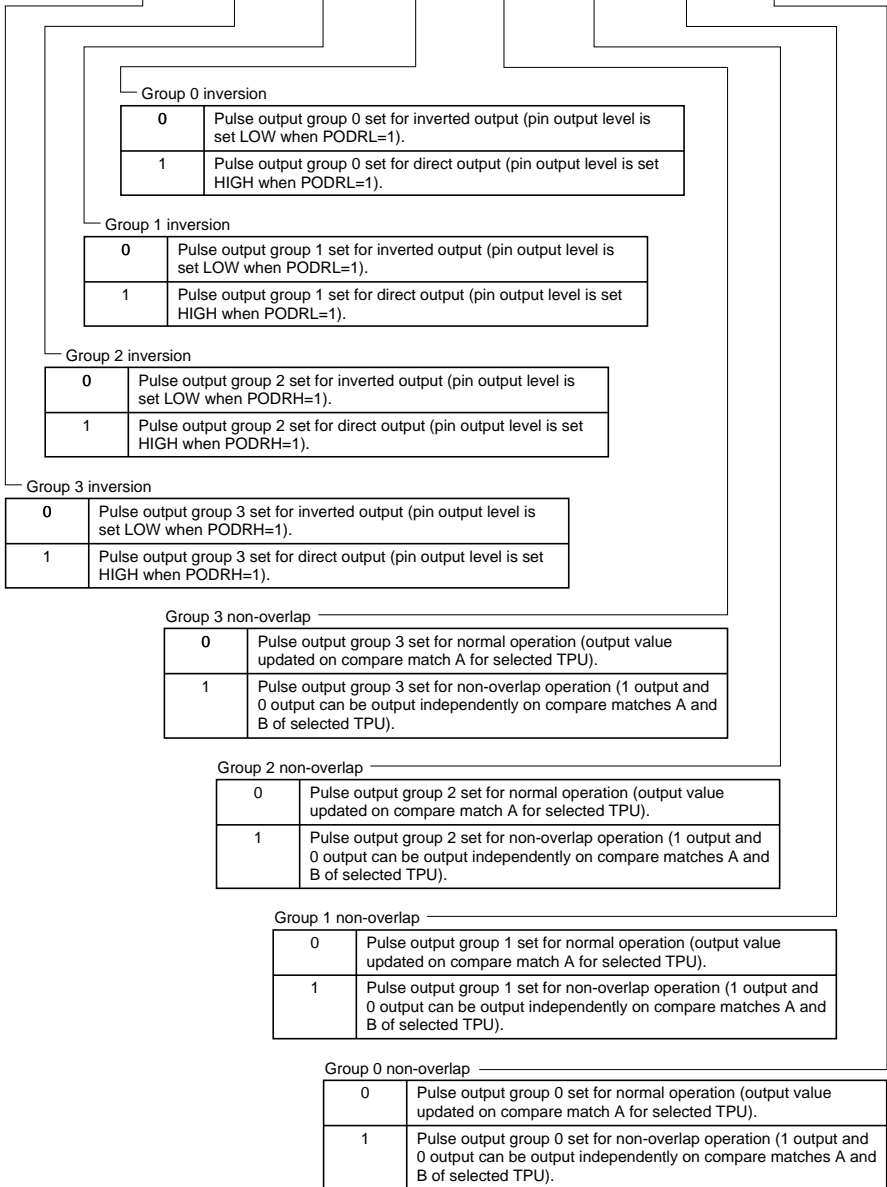 Group 0 inversion
0 Pulse output group 0 set for inverted output (pin output level is
set LOW when PODRL=1).
1 Pulse output group 0 set for direct output (pin output level is set
HIGH when PODRL=1).
Group 1 inversion
0 Pulse output group 1 set for inverted output (pin output level is
set LOW when PODRL=1).
1 Pulse output group 1 set for direct output (pin output level is set
HIGH when PODRL=1).
Group 2 inversion
0 Pulse output group 2 set for inverted output (pin output level is
set LOW when PODRH=1).
1 Pulse output group 2 set for direct output (pin output level is set
HIGH when PODRH=1).
Group 3 inversion
0 Pulse output group 3 set for inverted output (pin output level is
set LOW when PODRH=1).
1 Pulse output group 3 set for direct output (pin output level is set
HIGH when PODRH=1).
Group 3 non-overlap
0 Pulse output group 3 set for normal operation (output value
updated on compare match A for selected TPU).
1 Pulse output group 3 set for non-overlap operation (1 output and
0 output can be output independently on compare matches A and
B of selected TPU).
Group 2 non-overlap
0 Pulse output group 2 set for normal operation (output value
updated on compare match A for selected TPU).
1 Pulse output group 2 set for non-overlap operation (1 output and
0 output can be output independently on compare matches A and
B of selected TPU).
Group 1 non-overlap
0 Pulse output group 1 set for normal operation (output value
updated on compare match A for selected TPU).
1 Pulse output group 1 set for non-overlap operation (1 output and
0 output can be output independently on compare matches A and
B of selected TPU).
Group 0 non-overlap
0 Pulse output group 0 set for normal operation (output value
updated on compare match A for selected TPU).
1 Pulse output group 0 set for non-overlap operation (1 output and
0 output can be output independently on compare matches A and
B of selected TPU).